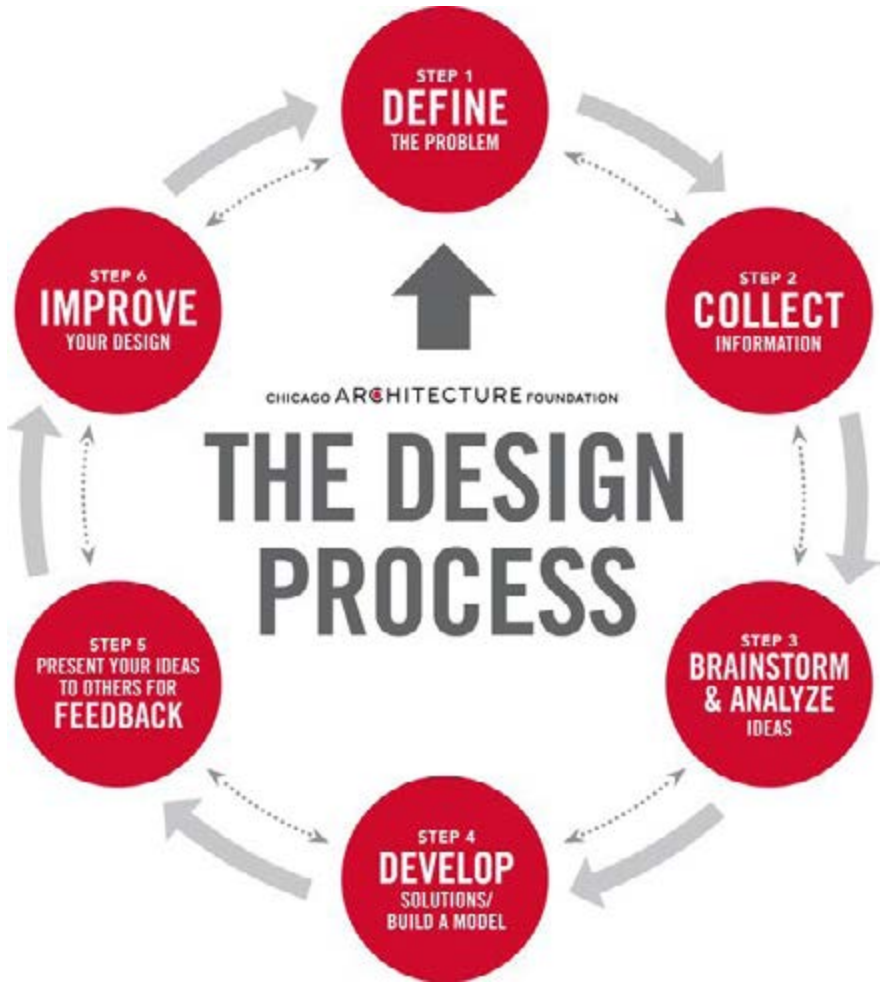 STEP 1
DEFINE
THE PROBLEM
STEP 2
COLLECT
INFORMATION
STEP 3
BRAINSTORM
& ANALYZE
IDEAS
STEP 4
DEVELOP
SOLUTIONS/
BUILD A MODEL
STEP 5
PRESENT YOUR IDEAS
TO OTHERS FOR
FEEDBACK
STEP 6
IMPROVE
YOUR DESIGN
CHICAGO ARCHITECTURE FOUNDATION
THE DESIGN
PROCESS